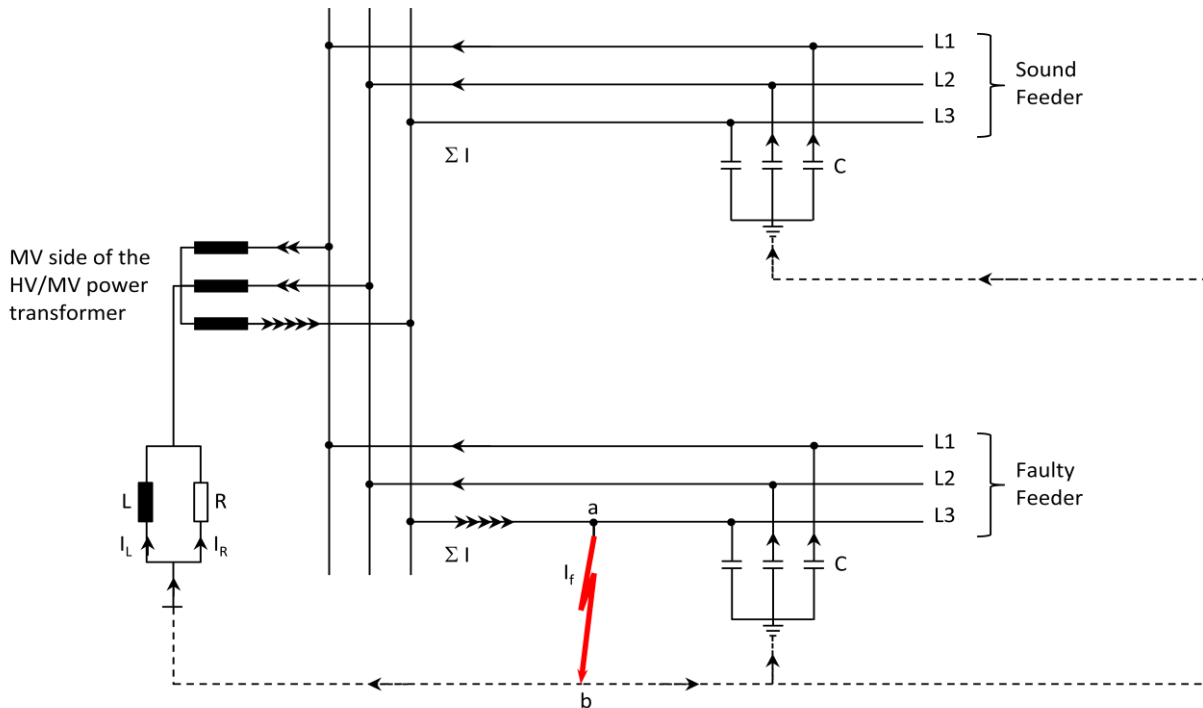 L1
L2
L3
Sound
Feeder
Σ I
C
MV side of the
HV/MV power
transformer
L1
L2
L3
Faulty
Feeder
L
R
I_L
I_R
a
Σ I
I_f
C
b